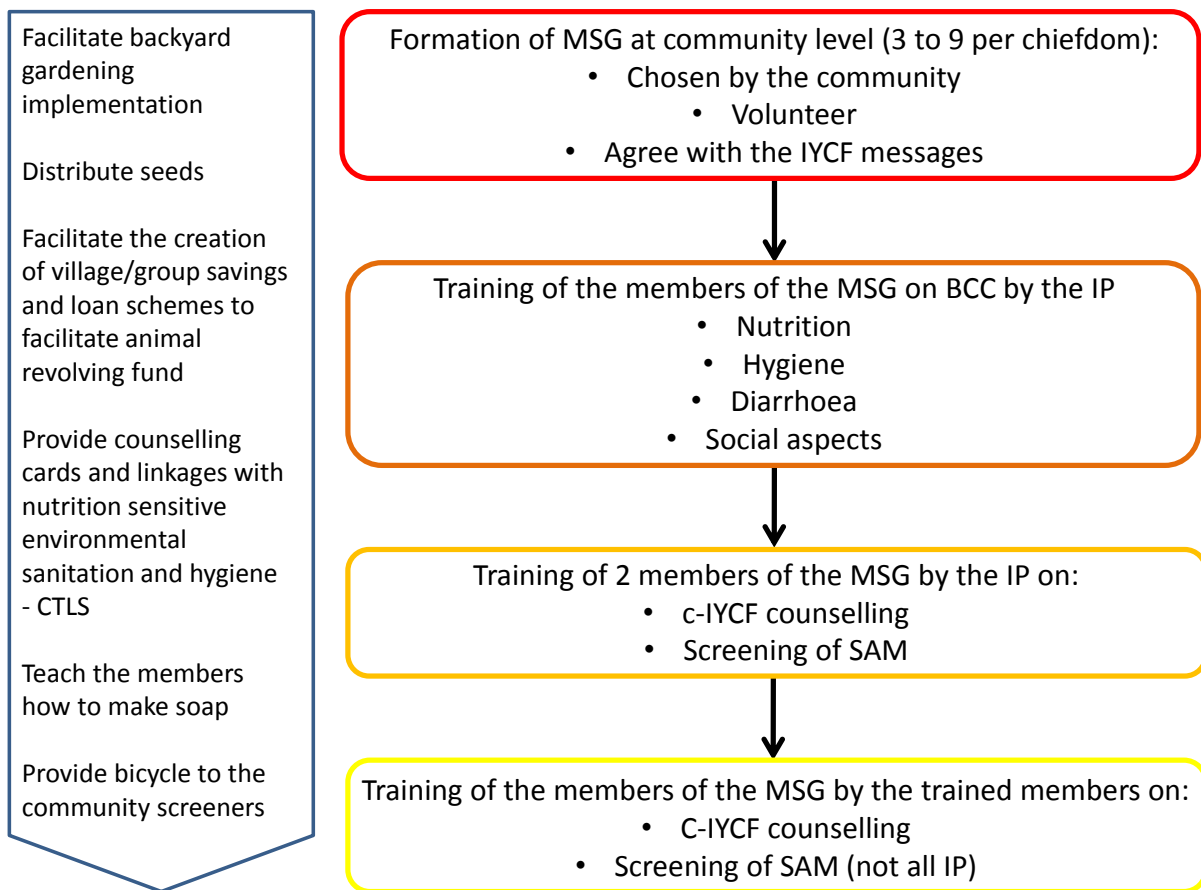 Facilitate backyard
gardening
implementation
Distribute seeds
Facilitate the creation
of village/group savings
and loan schemes to
facilitate animal
revolving fund
Provide counselling
cards and linkages with
nutrition sensitive
environmental
sanitation and hygiene
- CTLS
Teach the members
how to make soap
Provide bicycle to the
community screeners
Formation of MSG at community level (3 to 9 per chiefdom):
• Chosen by the community
• Volunteer
• Agree with the IYCF messages
Training of the members of the MSG on BCC by the IP
• Nutrition
• Hygiene
• Diarrhoea
• Social aspects
Training of 2 members of the MSG by the IP on:
• c-IYCF counselling
• Screening of SAM
Training of the members of the MSG by the trained members on:
• C-IYCF counselling
• Screening of SAM (not all IP)